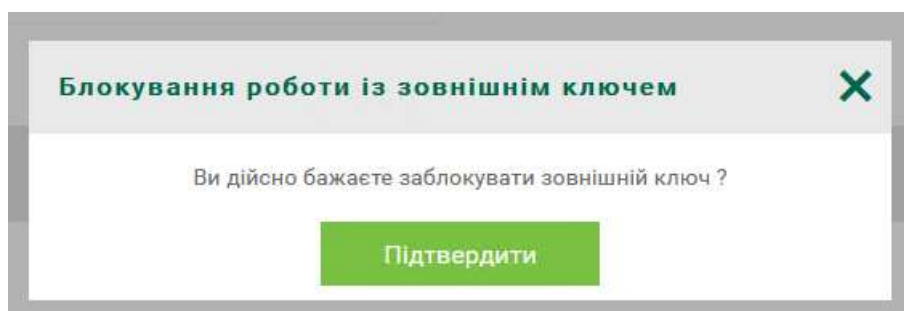 Блокування роботи із зовнішнім ключем
Ви дійсно бажаєте заблокувати зовнішній ключ ?
Підтвердити